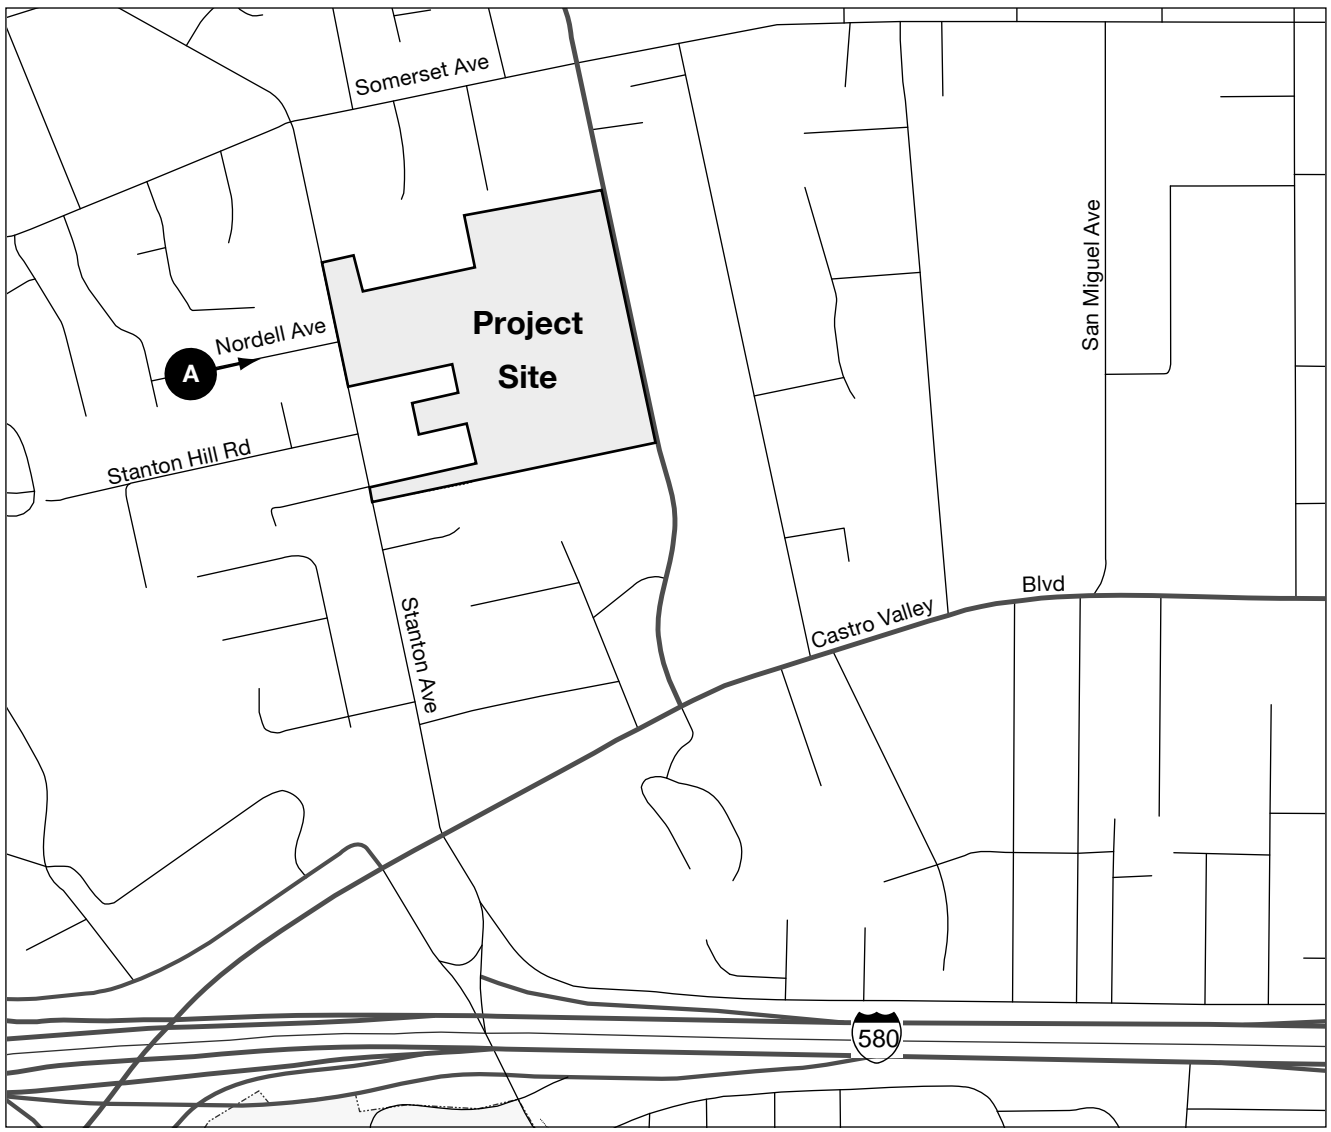 Somerset Ave
San Miguel Ave
Project
Site
Nordell Ave
A
Stanton Hill Rd
Blvd
Castro Valley
Stanton Ave
580